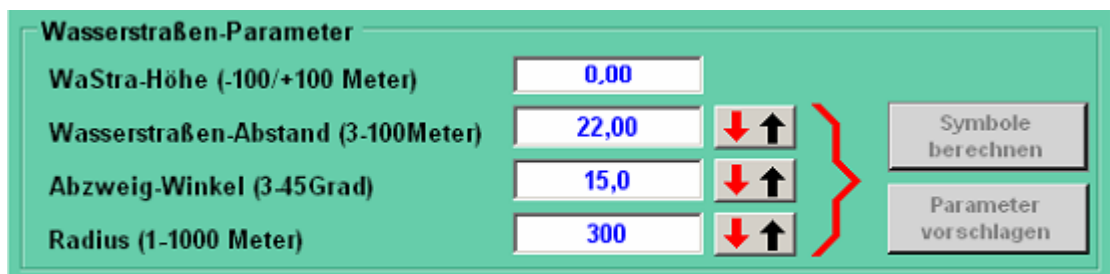 Wasserstraßen-Parameter
WaStra-Höhe (-100/+100 Meter) 0,00
Wasserstraßen-Abstand (3-100Meter) 22,00
Abzweig-Winkel (3-45Grad) 15,0
Radius (1-1000 Meter) 300
Symbole
berechnen
Parameter
vorschlagen